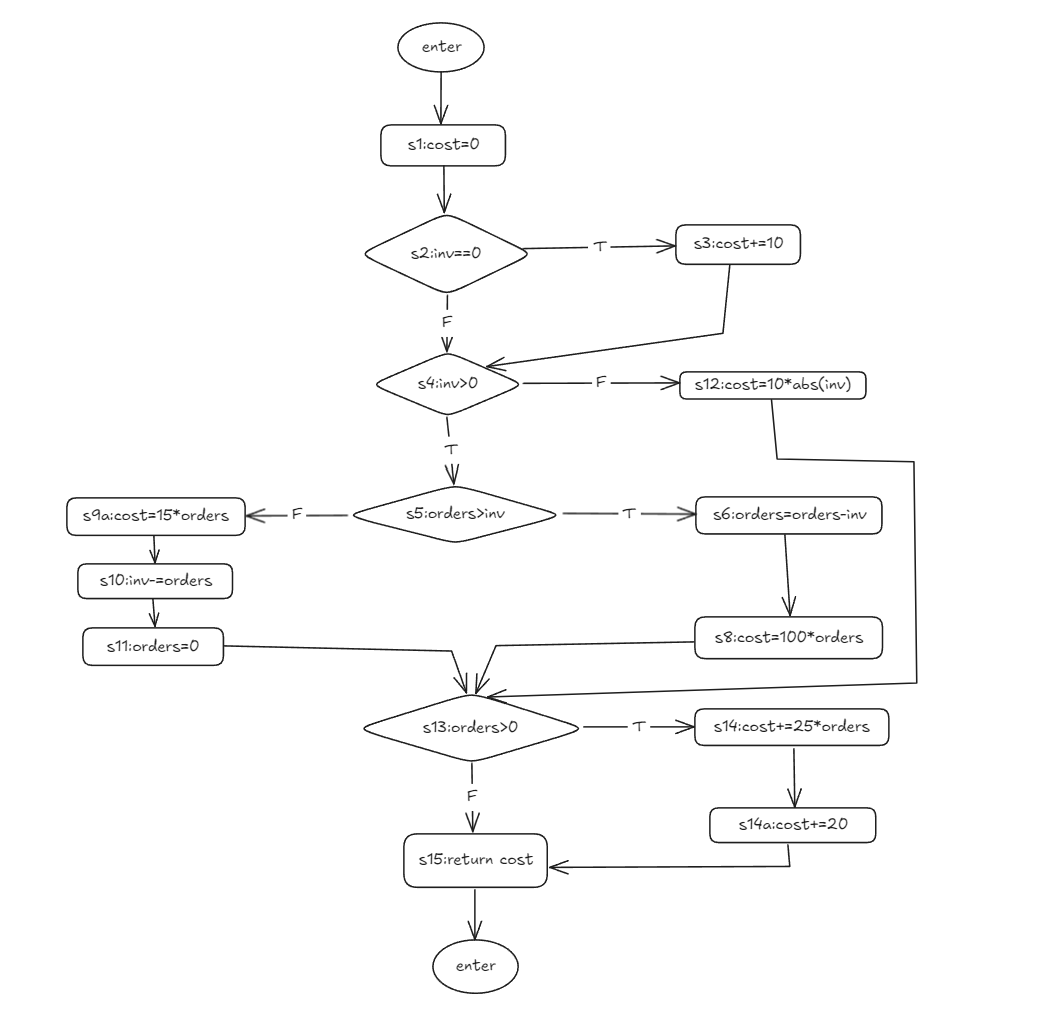 enter
s1:cost=0
s2:inv==0
T
s3:cost+=10
F
s4:inv>0
F
s12:cost=10*abs(inv)
T
s9a:cost=15*orders
F
s5:orders>inv
T
s6:orders=orders-inv
s10:inv-=orders
s11:orders=0
s8:cost=100*orders
s13:orders>0
T
s14:cost+=25*orders
F
s14a:cost+=20
s15:return cost
enter